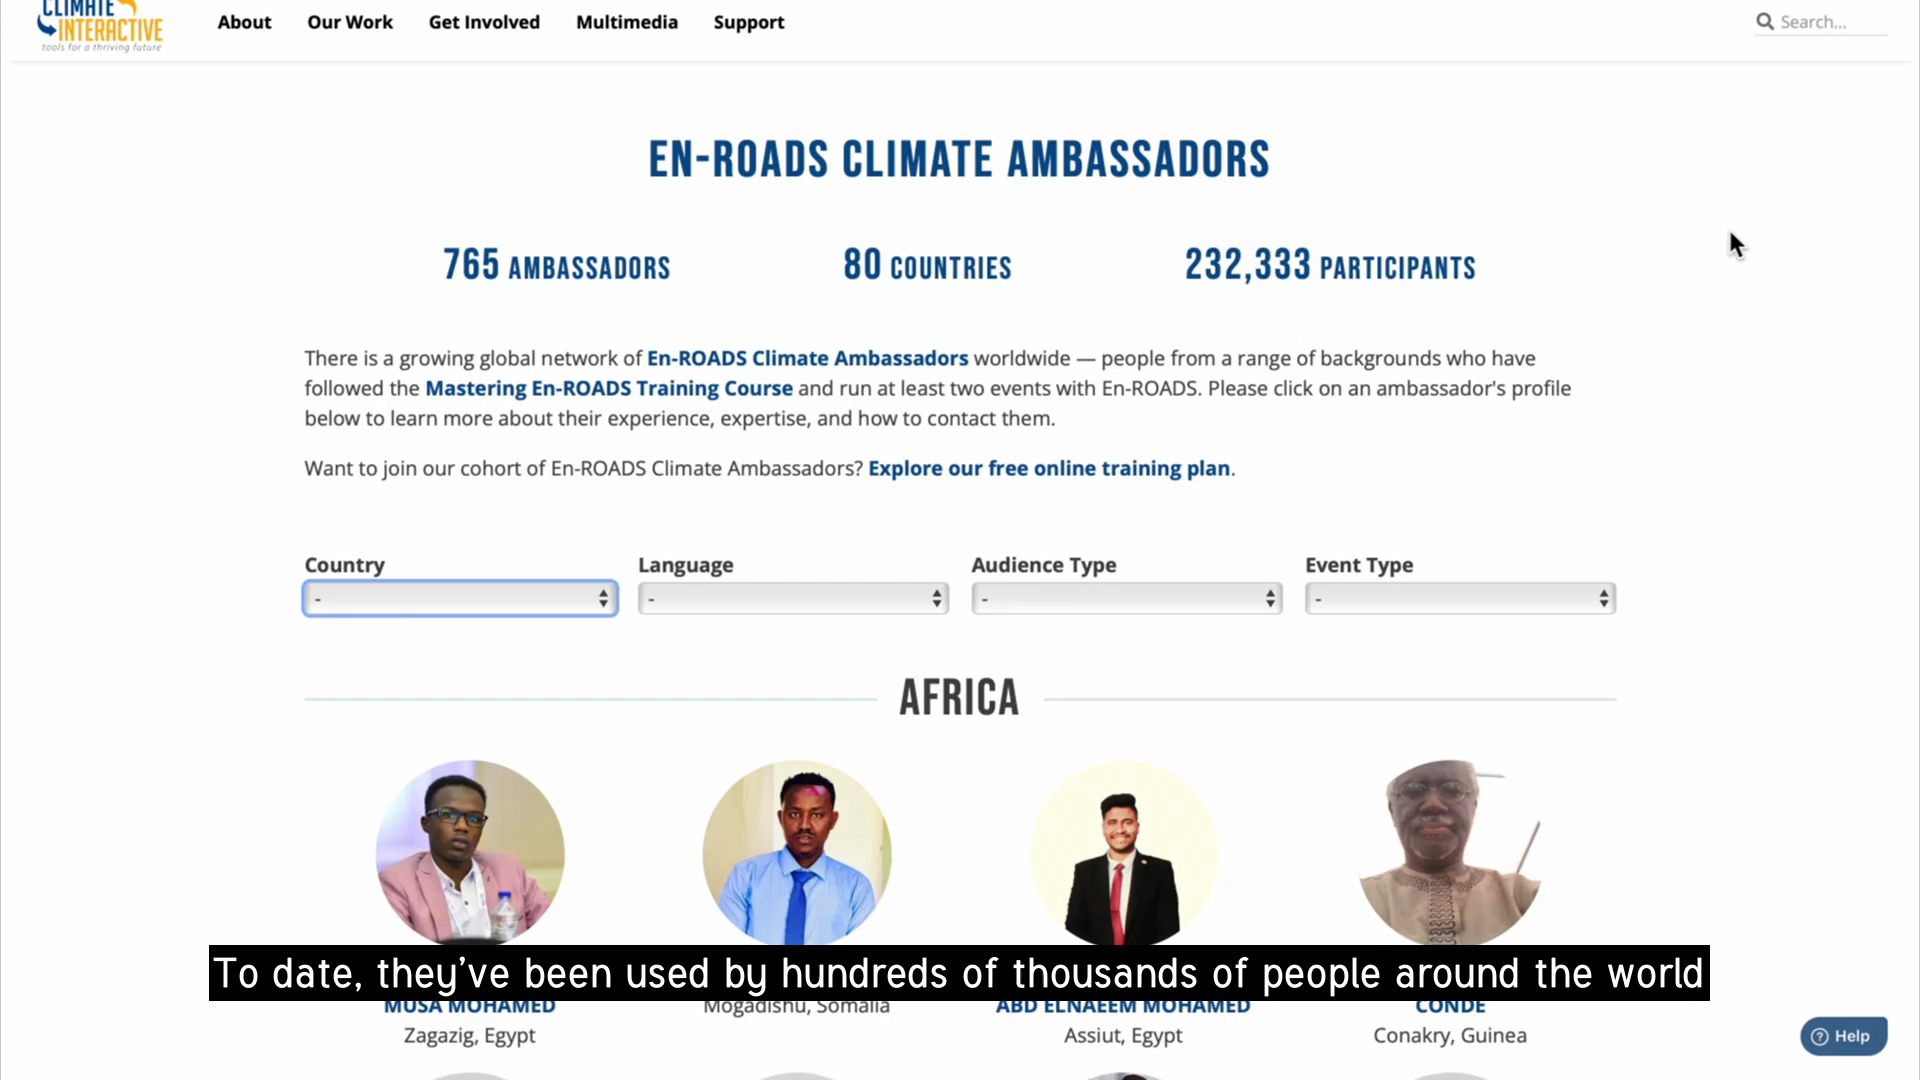 CLIMATE
INTERACTIVE
tools for a thriving future
About Our Work Get Involved Multimedia Support
Search...
EN-ROADS CLIMATE AMBASSADORS
765 AMBASSADORS 80 COUNTRIES 232,333 PARTICIPANTS
There is a growing global network of En-ROADS Climate Ambassadors worldwide — people from a range of backgrounds who have
followed the Mastering En-ROADS Training Course and run at least two events with En-ROADS. Please click on an ambassador's profile
below to learn more about their experience, expertise, and how to contact them.
Want to join our cohort of En-ROADS Climate Ambassadors? Explore our free online training plan.
Country Language Audience Type Event Type
- - - -
AFRICA
To date, they've been used by hundreds of thousands of people around the world
MUSA MOHAMED Mogadishu, Somalia ABD ELNAEEM MOHAMED CONDE
Zagazig, Egypt Assiut, Egypt Conakry, Guinea
Help